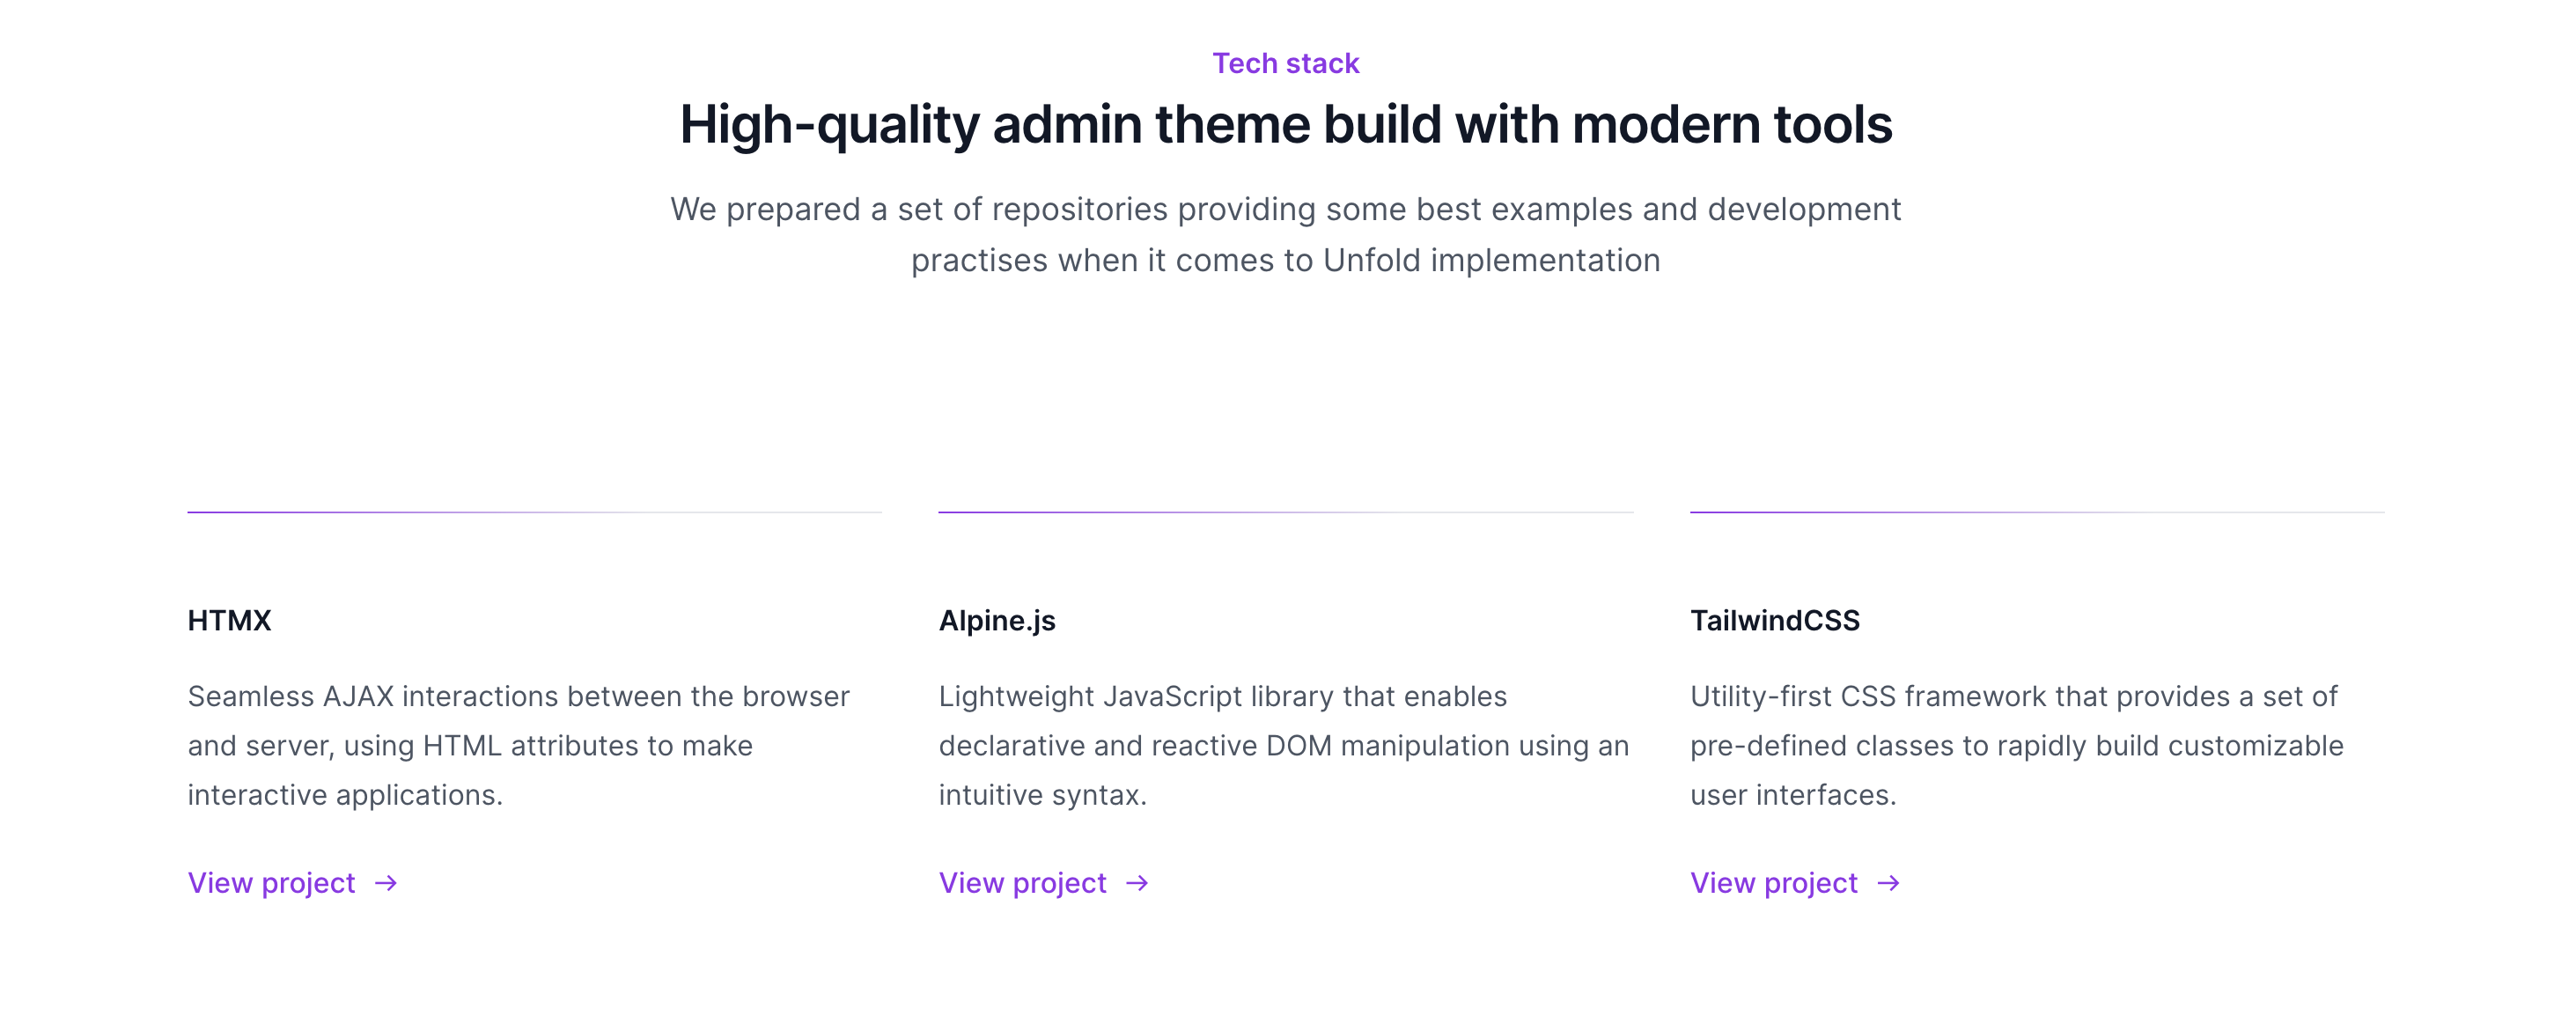 Tech stack
High-quality admin theme build with modern tools
We prepared a set of repositories providing some best examples and development
practises when it comes to Unfold implementation
HTMX
Seamless AJAX interactions between the browser
and server, using HTML attributes to make
interactive applications.
View project →
Alpine.js
Lightweight JavaScript library that enables
declarative and reactive DOM manipulation using an
intuitive syntax.
View project →
TailwindCSS
Utility-first CSS framework that provides a set of
pre-defined classes to rapidly build customizable
user interfaces.
View project →